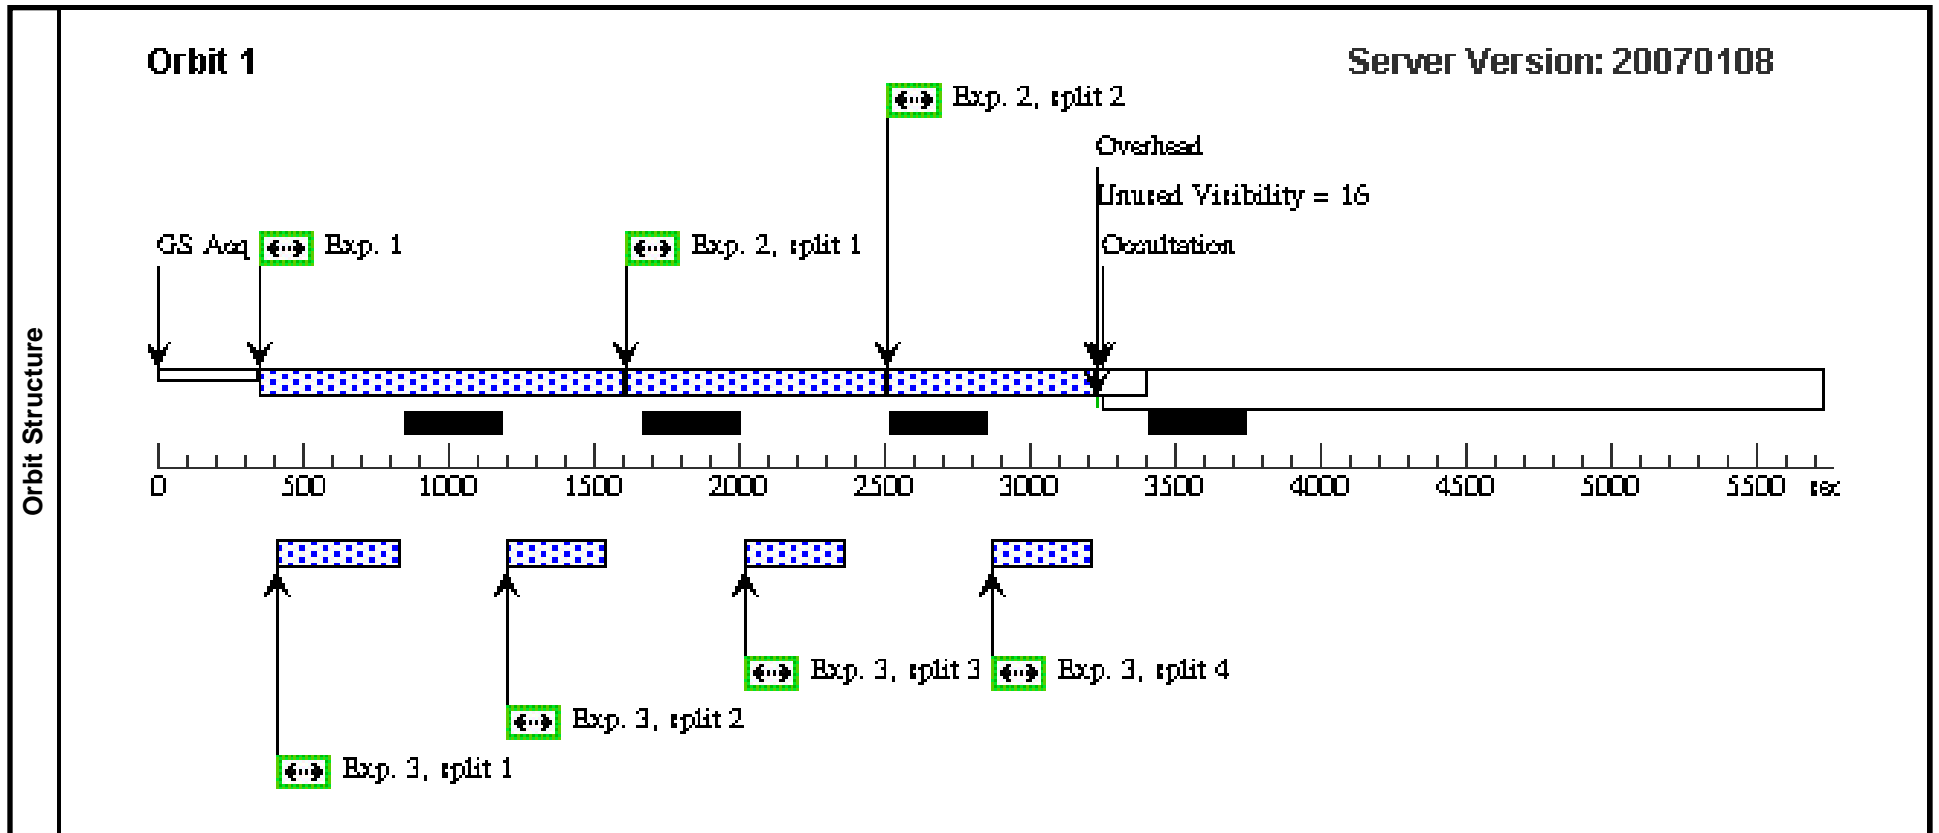 Orbit Structure
Orbit 1
Server Version: 20070108
Exp. 2, split 2
Overhead
Unused Visibility = 16
GS Acq
Exp. 1
Exp. 2, split 1
Occultation
0 500 1000 1500 2000 2500 3000 3500 4000 4500 5000 5500 sec
Exp. 3, split 3
Exp. 3, split 4
Exp. 3, split 2
Exp. 3, split 1